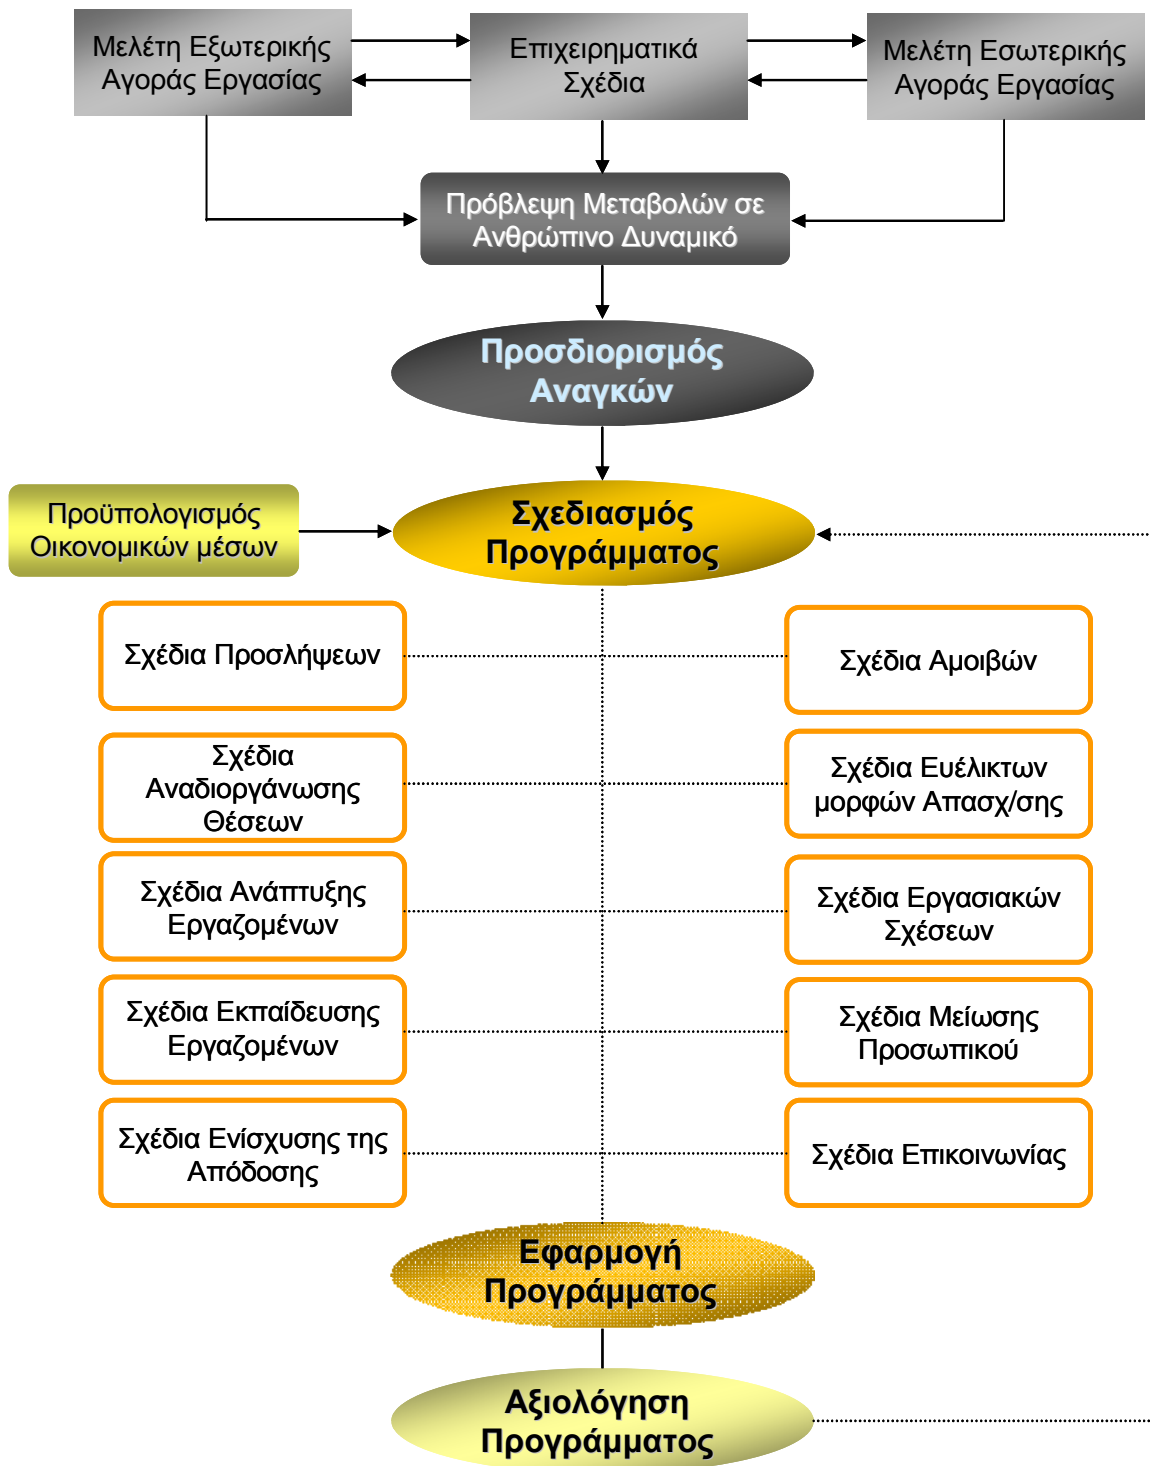 Μελέτη Εξωτερικής
Αγοράς Εργασίας
Επιχειρηματικά
Σχέδια
Μελέτη Εσωτερικής
Αγοράς Εργασίας
Πρόβλεψη Μεταβολών σε
Ανθρώπινο Δυναμικό
Προσδιορισμός
Αναγκών
Προϋπολογισμός
Οικονομικών μέσων
Σχεδιασμός
Προγράμματος
Σχέδια Προσλήψεων
Σχέδια Αμοιβών
Σχέδια
Αναδιοργάνωσης
Θέσεων
Σχέδια Ευέλικτων
μορφών Απασχ/σης
Σχέδια Ανάπτυξης
Εργαζομένων
Σχέδια Εργασιακών
Σχέσεων
Σχέδια Εκπαίδευσης
Εργαζομένων
Σχέδια Μείωσης
Προσωπικού
Σχέδια Ενίσχυσης της
Απόδοσης
Σχέδια Επικοινωνίας
Εφαρμογή
Προγράμματος
Αξιολόγηση
Προγράμματος